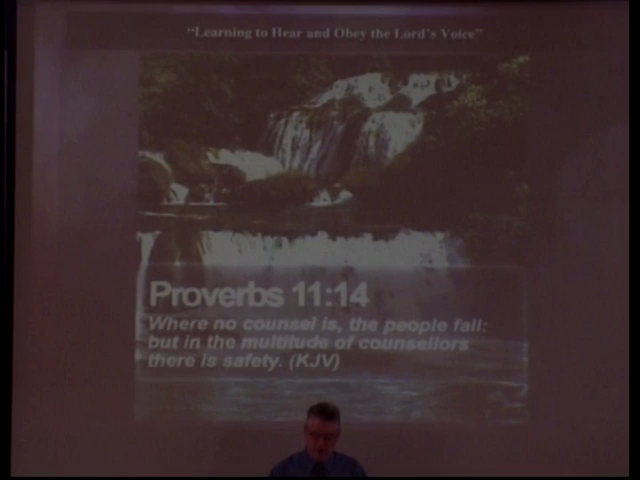 "Learning to Hear and Obey the Lord's Voice"
Proverbs 11:14
Where no counsel is, the people fall:
but in the multitude of counsellors
there is safety. (KJV)